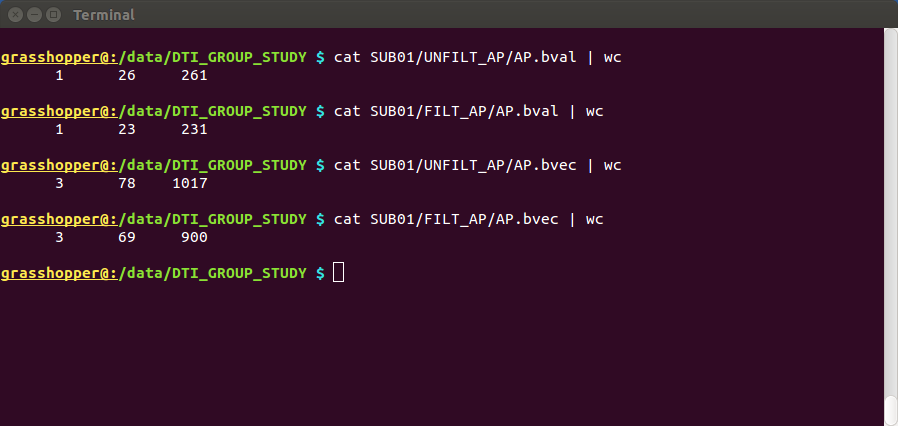 Terminal
grasshopper@:/data/DTI_GROUP_STUDY $ cat SUB01/UNFILT_AP/AP.bval | wc
1 26 261
grasshopper@:/data/DTI_GROUP_STUDY $ cat SUB01/FILT_AP/AP.bval | wc
1 23 231
grasshopper@:/data/DTI_GROUP_STUDY $ cat SUB01/UNFILT_AP/AP.bvec | wc
3 78 1017
grasshopper@:/data/DTI_GROUP_STUDY $ cat SUB01/FILT_AP/AP.bvec | wc
3 69 900
grasshopper@:/data/DTI_GROUP_STUDY $